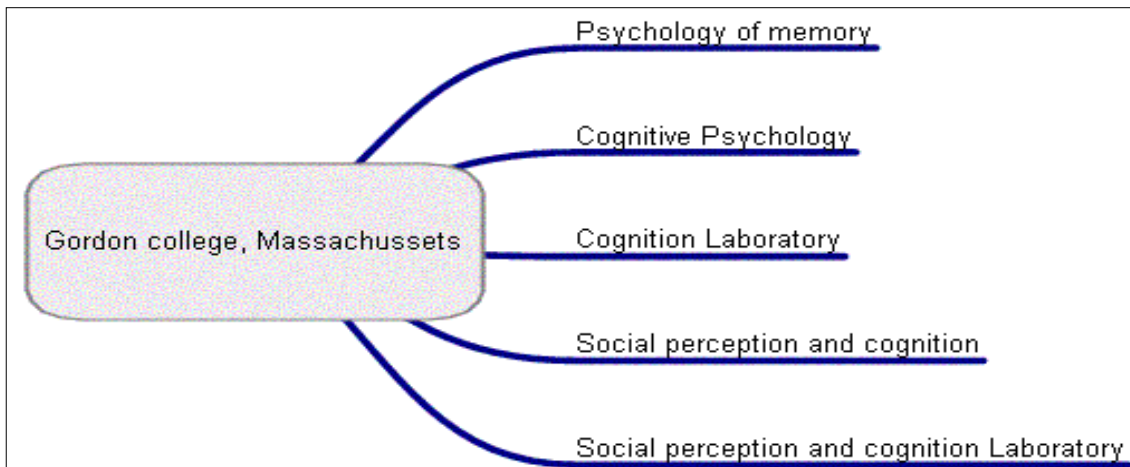 Psychology of memory
Cognitive Psychology
Gordon college, Massachussets
Cognition Laboratory
Social perception and cognition
Social perception and cognition Laboratory